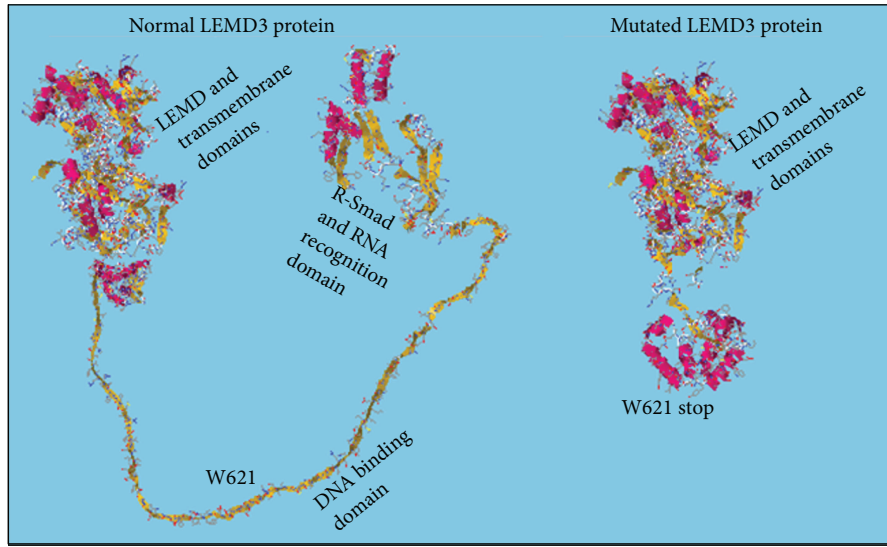 Normal LEMD3 protein
Mutated LEMD3 protein
LEMD and
transmembrane
domains
R-Smad
and RNA
recognition
domain
W621
DNA binding
domain
LEMD and
transmembrane
domains
W621 stop